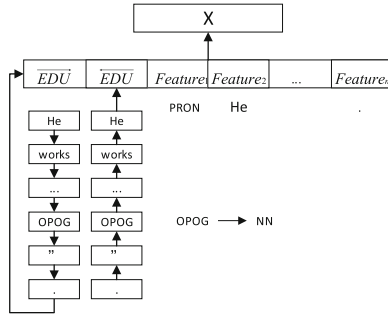 X
EDU EDU Feature1 Feature2 ... Featuren
PRON He .
He He
works works
... ...
OPOG OPOG OPOG NN
” ”
. .